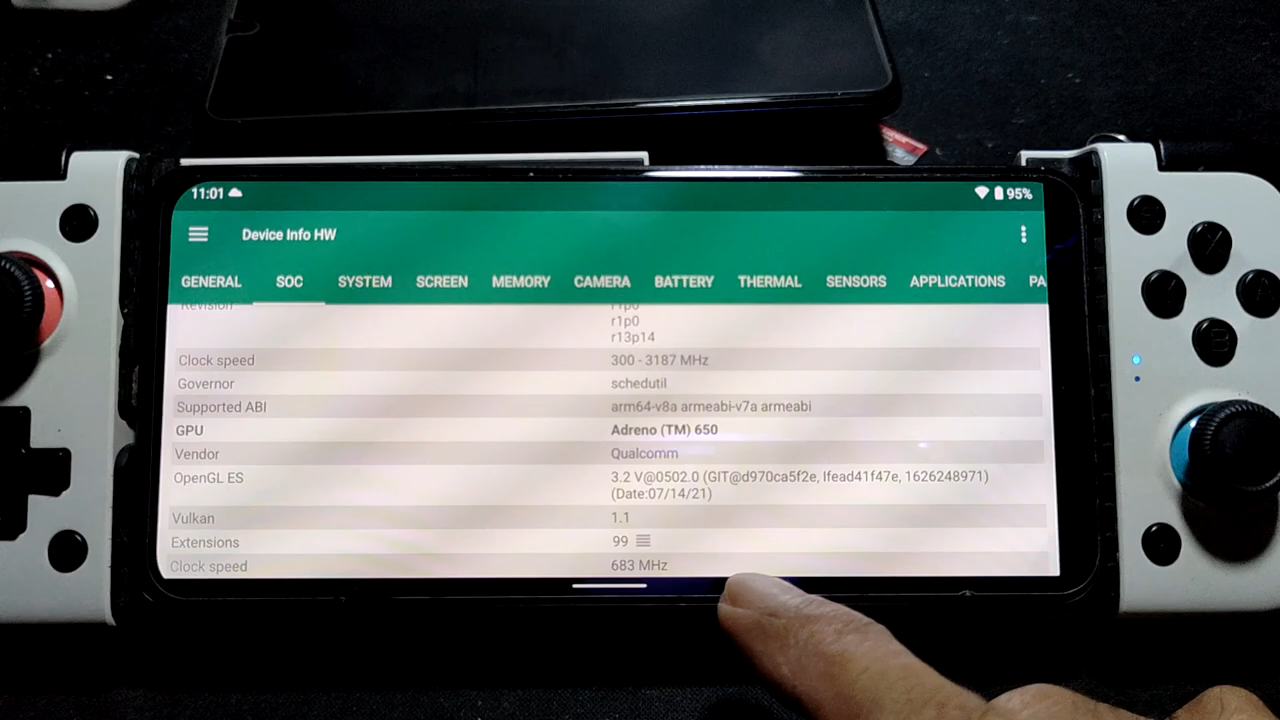 11:01 95%
Device Info HW
GENERAL SOC SYSTEM SCREEN MEMORY CAMERA BATTERY THERMAL SENSORS APPLICATIONS PA
Revision r1p0
r1p0
r13p14
Clock speed 300 - 3187 MHz
Governor schedutil
Supported ABI arm64-v8a armeabi-v7a armeabi
GPU Adreno (TM) 650
Vendor Qualcomm
OpenGL ES 3.2 V@0502.0 (GIT@d970ca5f2e, Ifead41f47e, 1626248971)
(Date:07/14/21)
Vulkan 1.1
Extensions 99
Clock speed 683 MHz
B